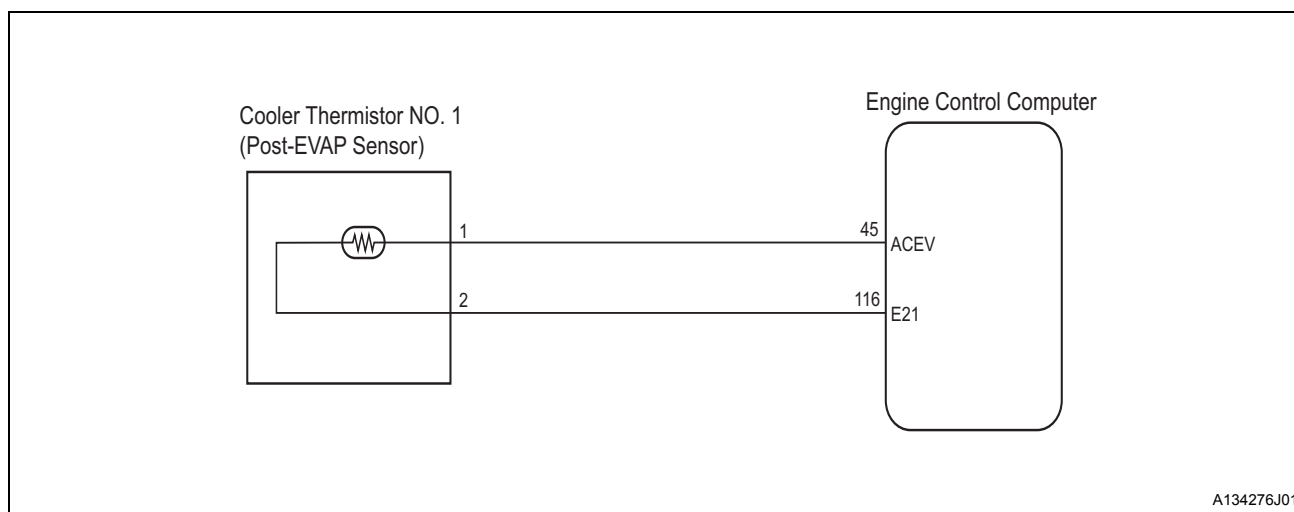 Cooler Thermistor NO. 1
(Post-EVAP Sensor)
Engine Control Computer
1
45
ACEV
2
116
E21
A134276J01